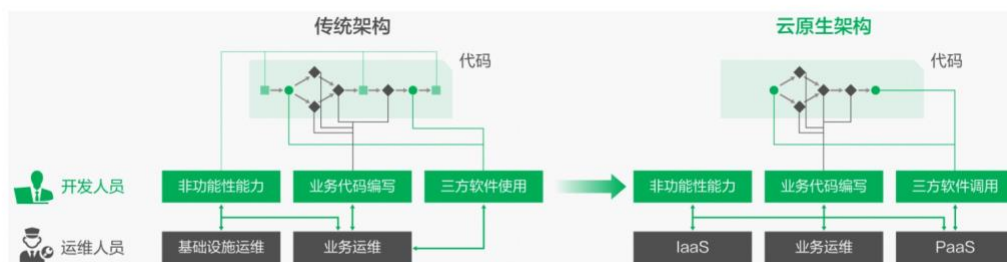 传统架构
云原生架构
代码
代码
开发人员
非功能性能力
业务代码编写
三方软件使用
非功能性能力
业务代码编写
三方软件调用
运维人员
基础设施运维
业务运维
IaaS
业务运维
PaaS